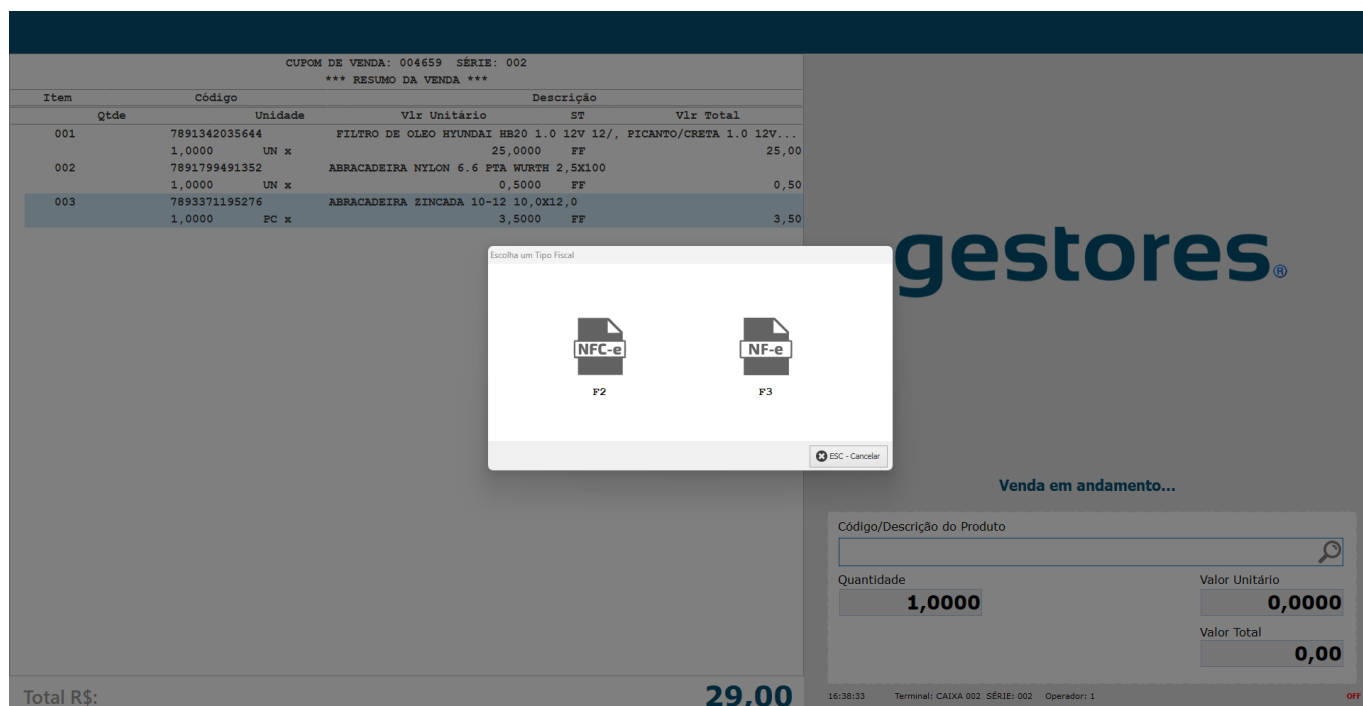 CUPOM DE VENDA: 004659 SÉRIE: 002
*** RESUMO DA VENDA ***
Item Código Descrição
Qtde Unidade Vlr Unitário ST Vlr Total
001 7891342035644 FILTRO DE OLEO HYUNDAI HB20 1.0 12V 12/, PICANTO/CRETA 1.0 12V...
1,0000 UN x 25,0000 FF 25,00
002 7891799491352 ABRACADEIRA NYLON 6.6 PTA WURTH 2,5X100
1,0000 UN x 0,5000 FF 0,50
003 7893371195276 ABRACADEIRA ZINCADA 10-12 10,0X12,0
1,0000 PC x 3,5000 FF 3,50
Total R$: 29,00
Escolha um Tipo Fiscal
NFC-e NF-e
F2 F3
ESC - Cancelar
gestores®
Venda em andamento...
Código/Descrição do Produto
Quantidade Valor Unitário
1,0000 0,0000
Valor Total
0,00
16:38:33 Terminal: CAIXA 002 SÉRIE: 002 Operador: 1 OFF